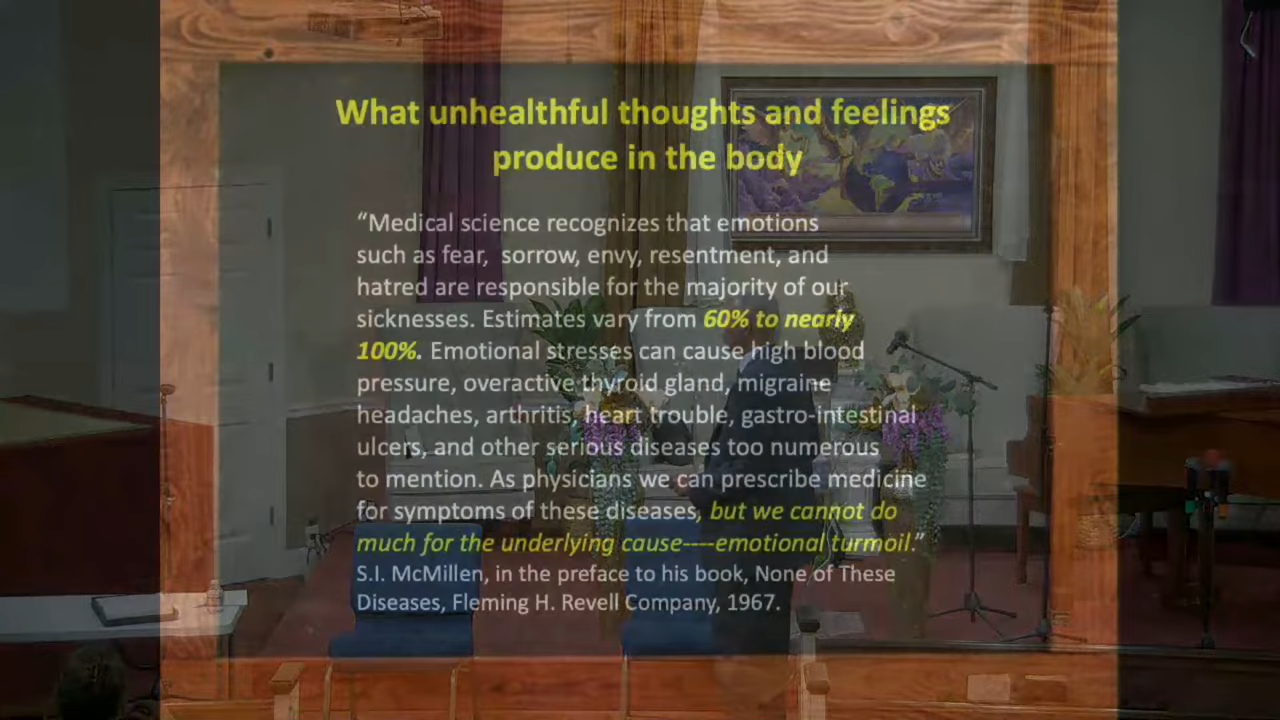 What unhealthful thoughts and feelings
produce in the body
“Medical science recognizes that emotions
such as fear,  sorrow, envy, resentment, and
hatred are responsible for the majority of our
sicknesses. Estimates vary from 60% to nearly
100%. Emotional stresses can cause high blood
pressure, overactive thyroid gland, migraine
headaches, arthritis, heart trouble, gastro-intestinal
ulcers, and other serious diseases too numerous
to mention. As physicians we can prescribe medicine
for symptoms of these diseases, but we cannot do
much for the underlying cause----emotional turmoil.”
S.I. McMillen, in the preface to his book, None of These
Diseases, Fleming H. Revell Company, 1967.